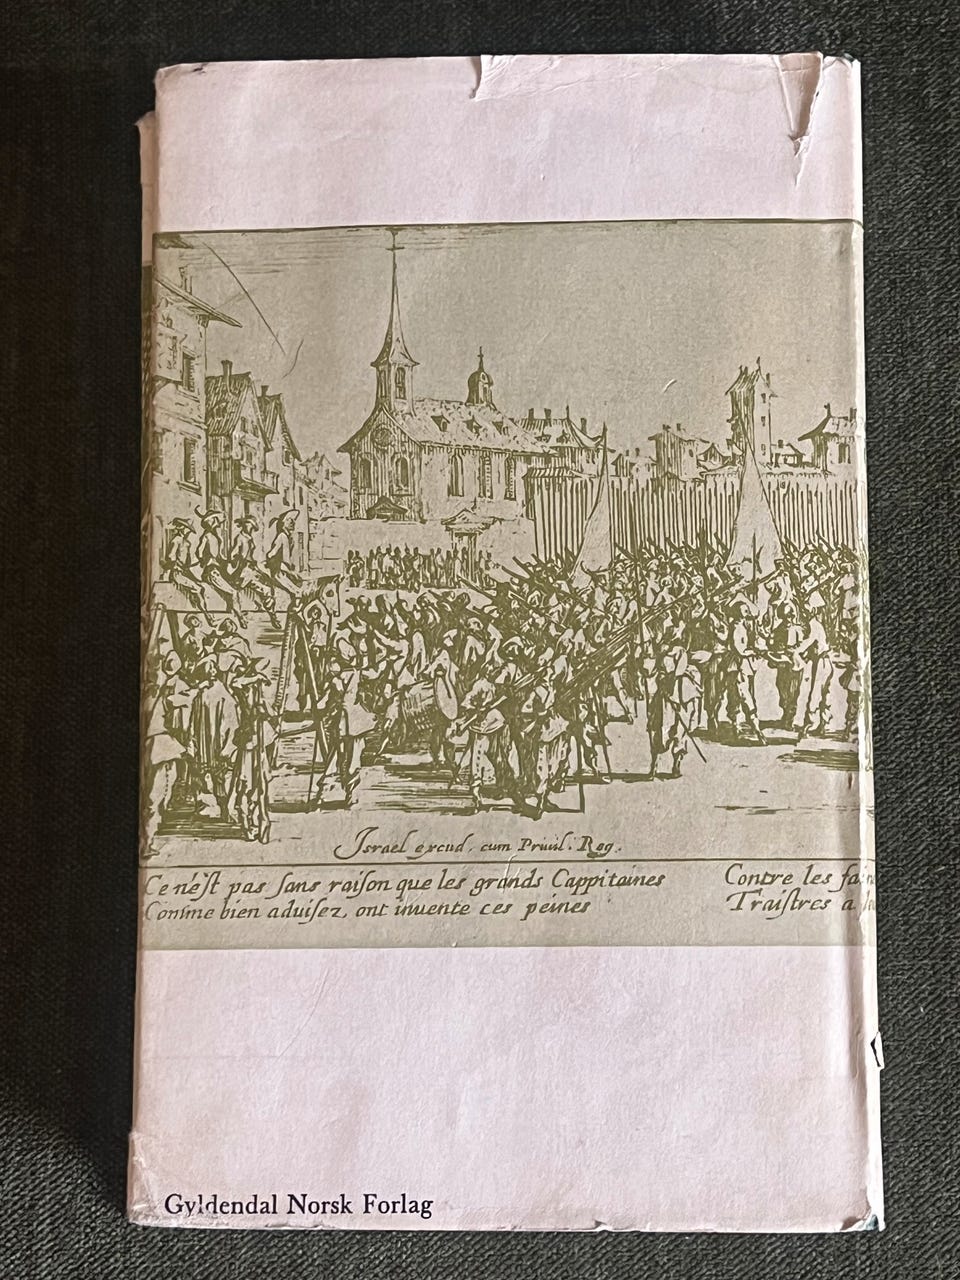 Israel excud. cum Priuil. Reg.
Ce n'eſt pas ſans raiſon que les grands Cappitaines
Comme bien aduiſez, ont inuente ces peines
Contre les fai
Traiſtres a
Gyldendal Norsk Forlag